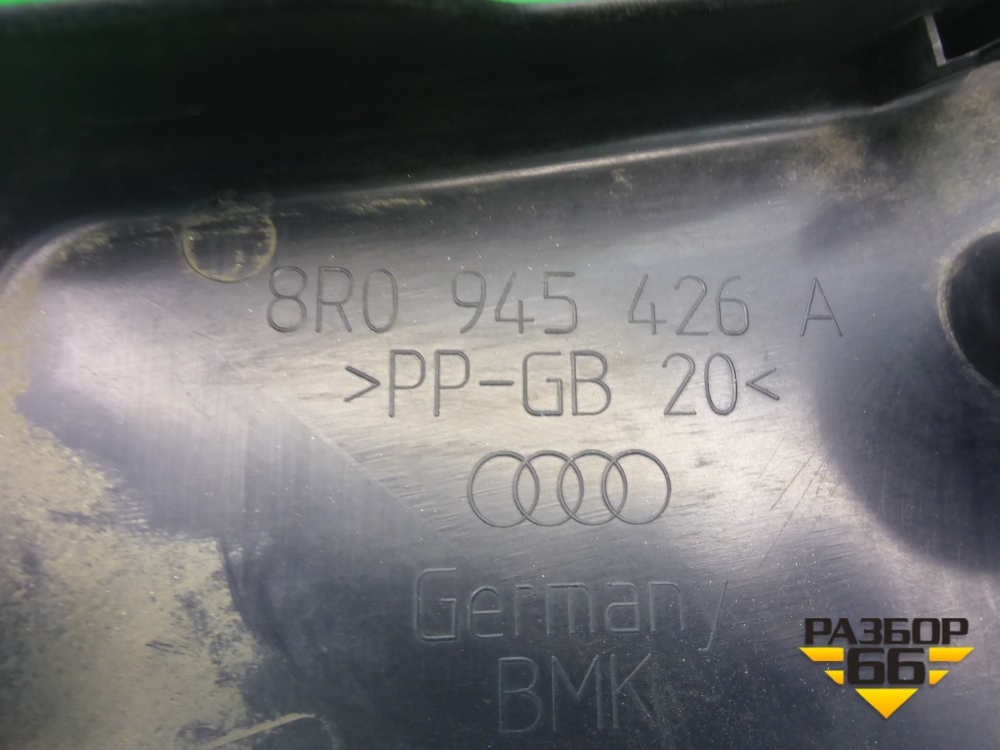 8R0 945 426 A
>PP-GB 20<
Germany
BMK
РАЗБОР
66